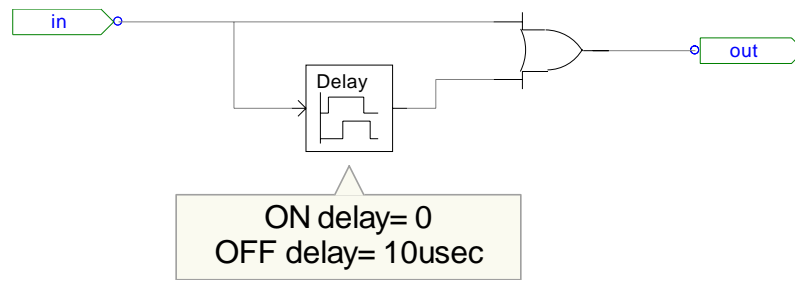 in
Delay
out
ON delay= 0
OFF delay= 10usec